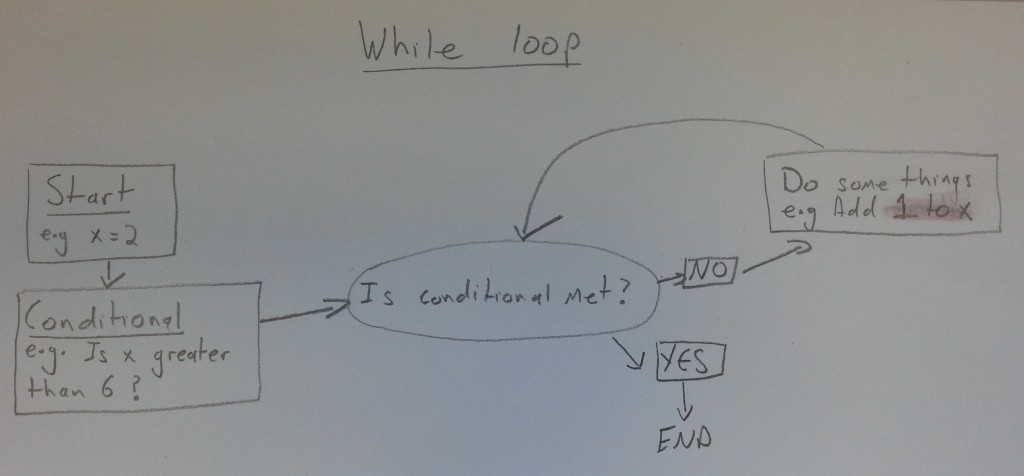 While loop
Start
e.g x=2
Conditional
e.g. Is x greater
than 6 ?
Is conditional met?
NO
Do some things
e.g Add 1 to x
YES
END